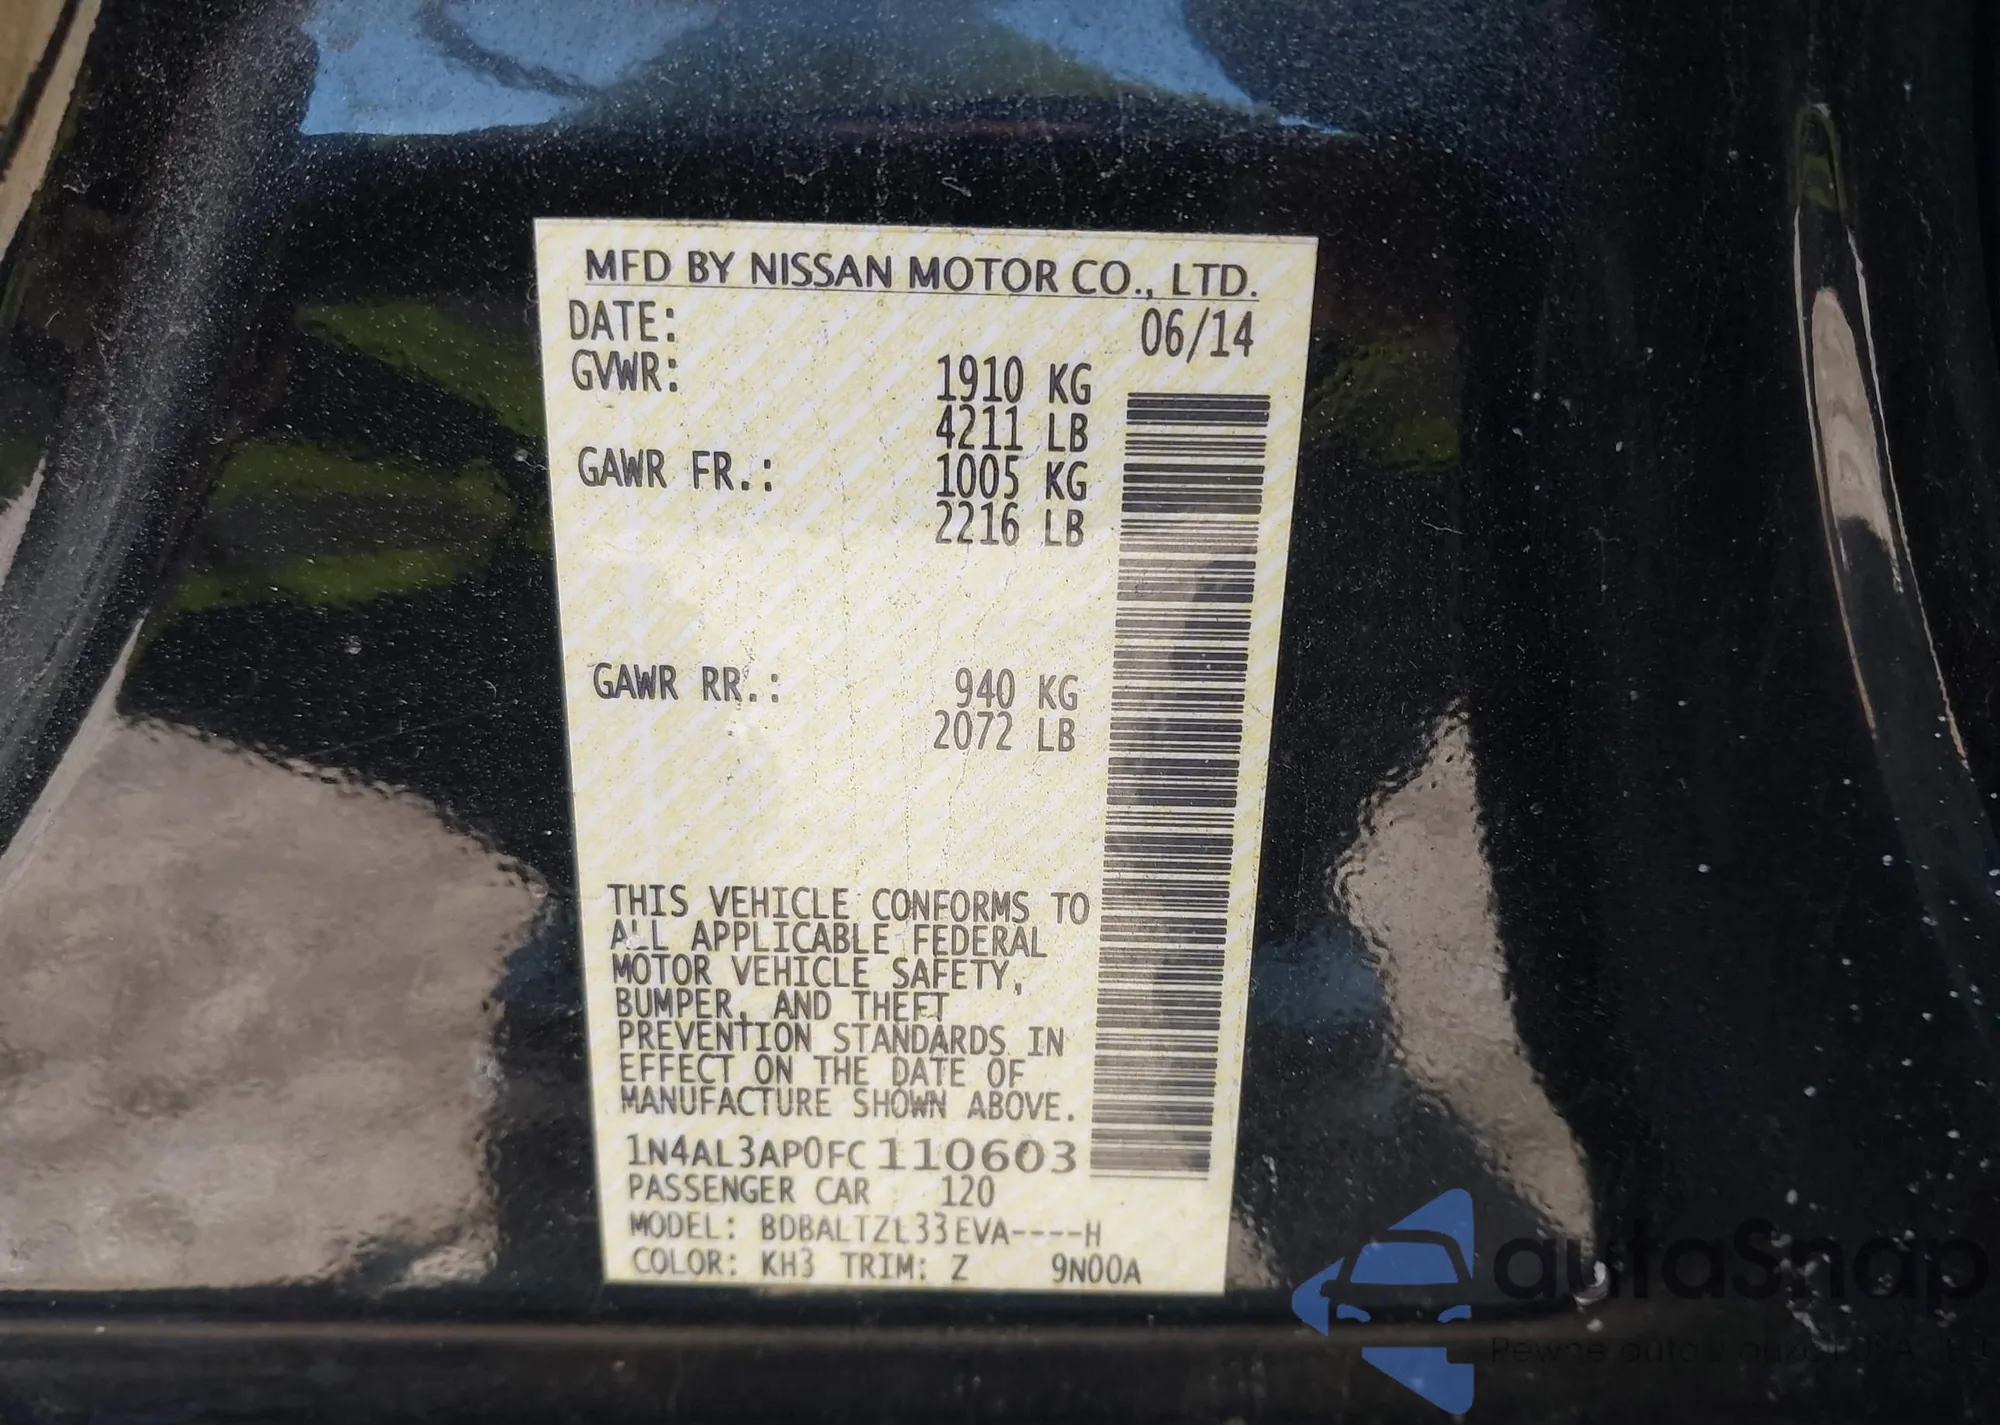 MFD BY NISSAN MOTOR CO., LTD.
DATE: 06/14
GVWR: 1910 KG
4211 LB
GAWR FR.: 1005 KG
2216 LB
GAWR RR.: 940 KG
2072 LB
THIS VEHICLE CONFORMS TO
ALL APPLICABLE FEDERAL
MOTOR VEHICLE SAFETY,
BUMPER, AND THEFT
PREVENTION STANDARDS IN
EFFECT ON THE DATE OF
MANUFACTURE SHOWN ABOVE.
1N4AL3AP0FC110603
PASSENGER CAR 120
MODEL: BDBALTZL33EVA----H
COLOR: KH3 TRIM: Z 9N00A
autaSnap
Pewne auta